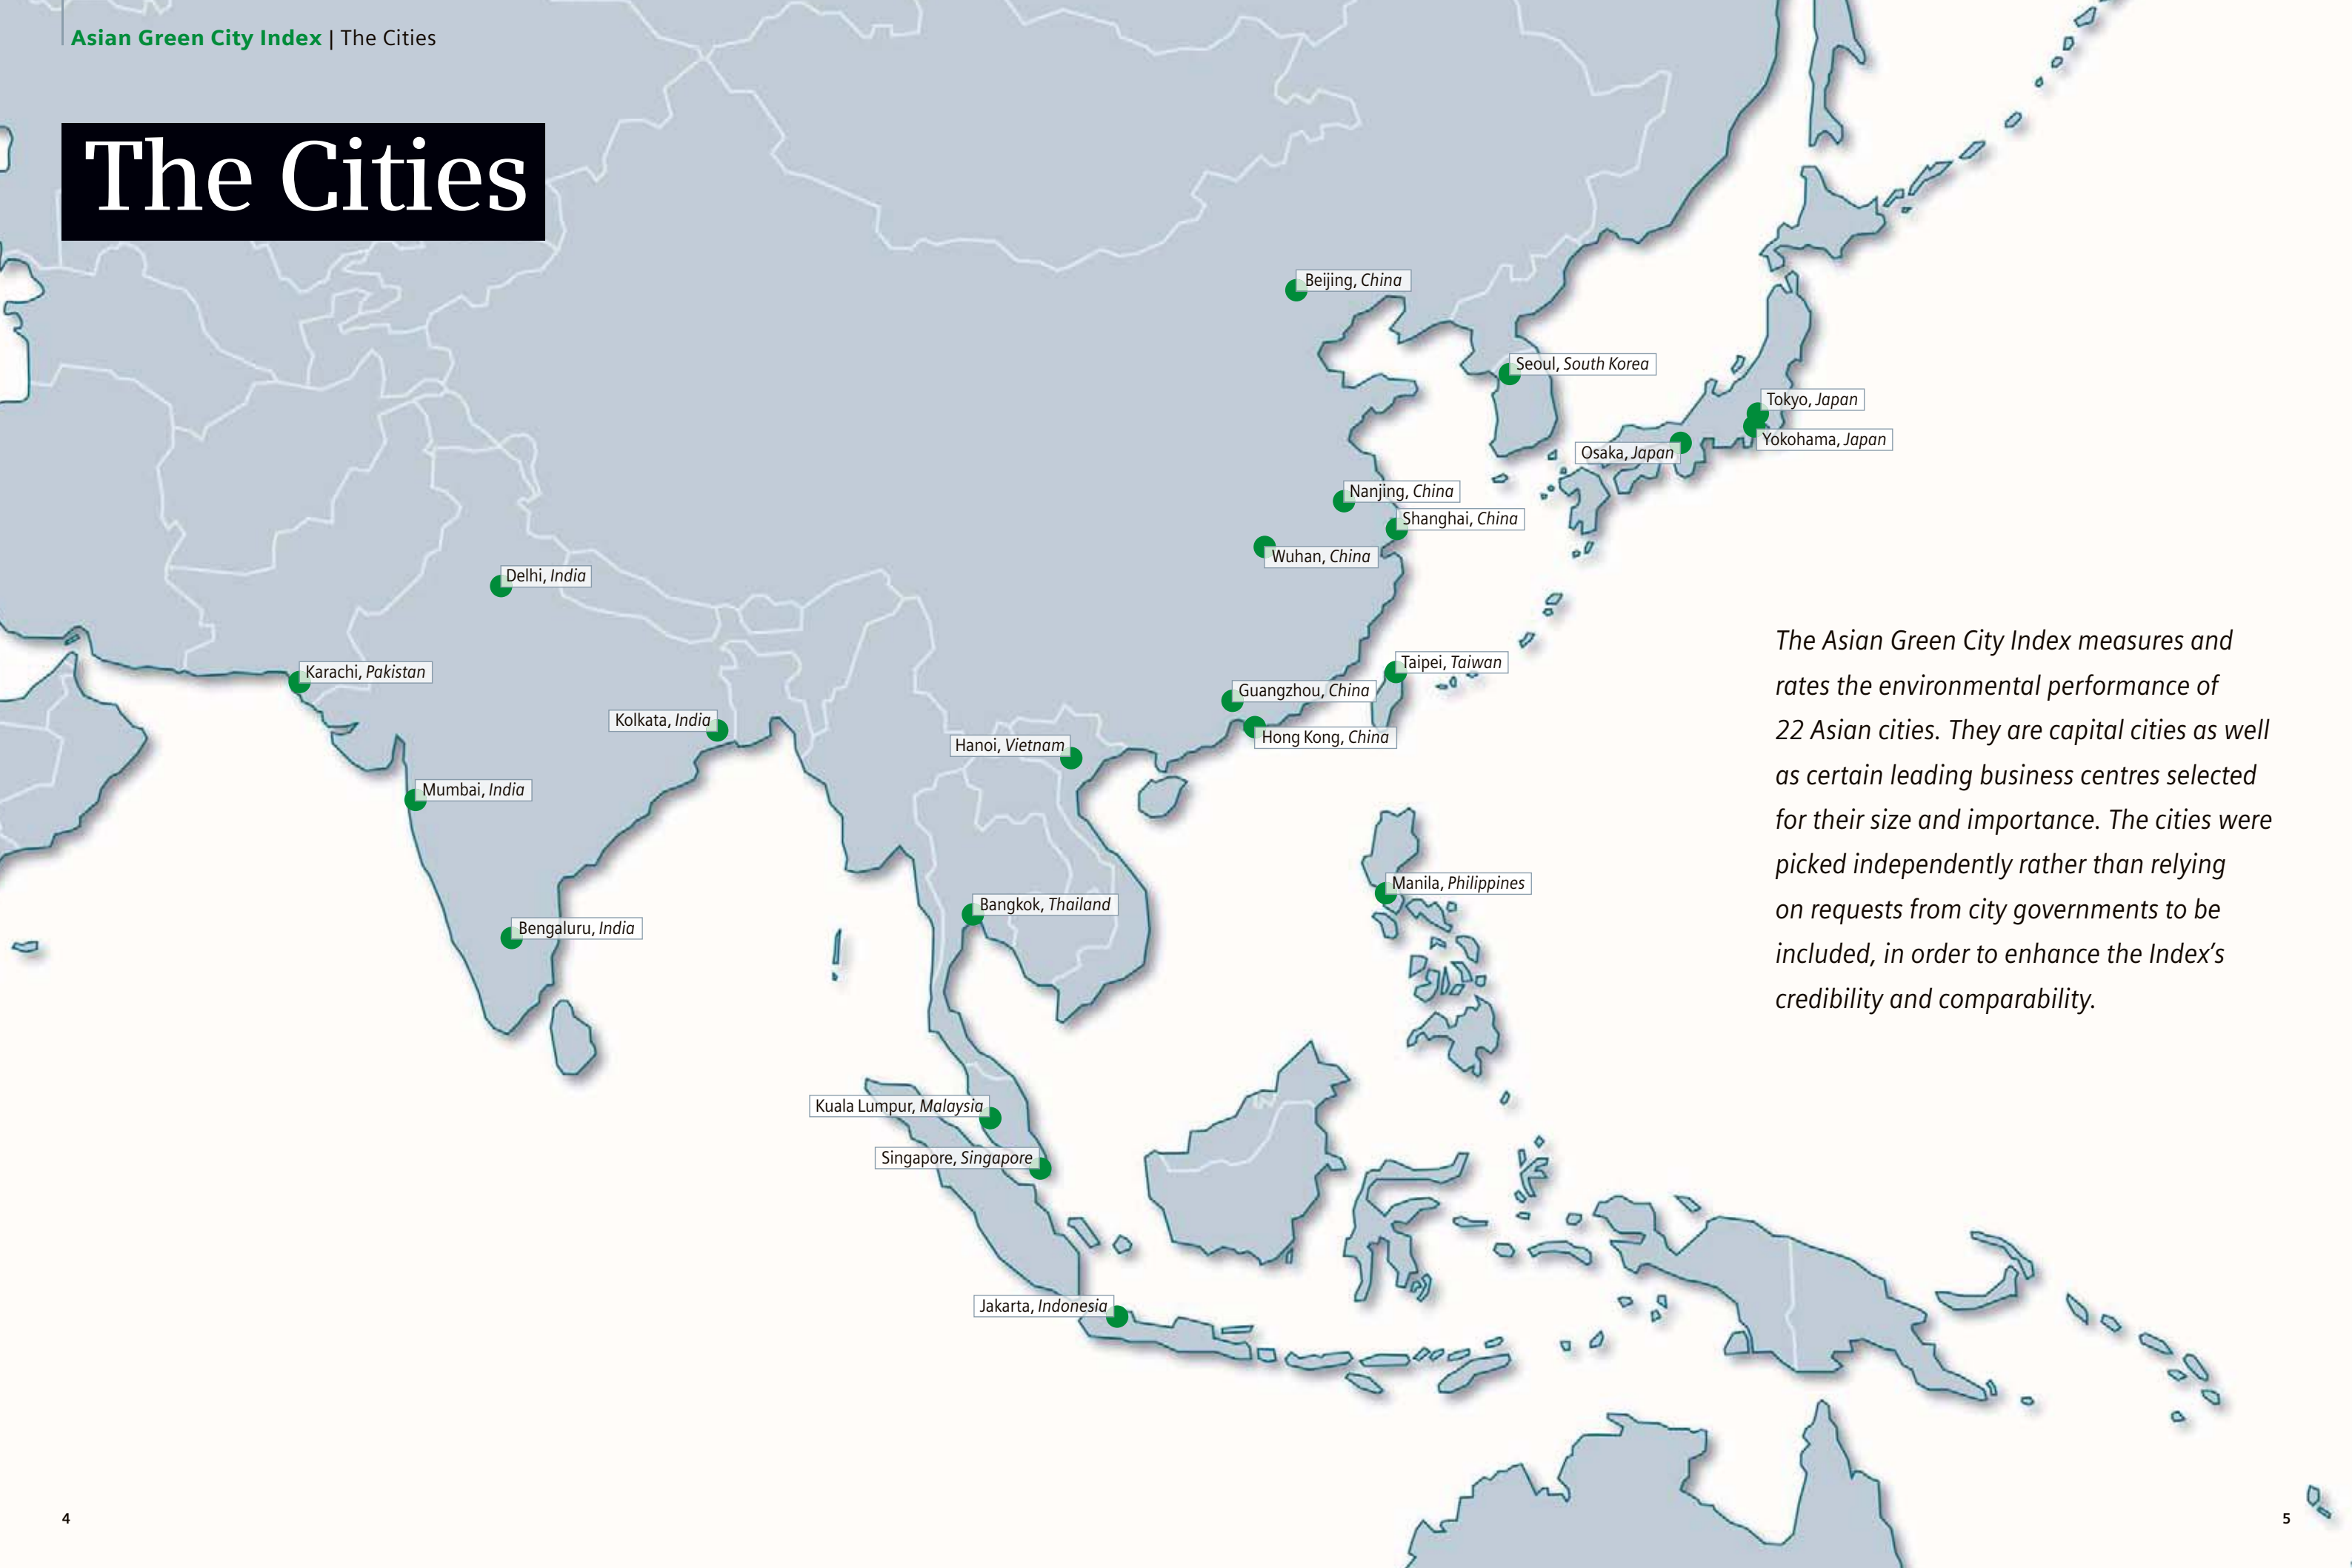 Asian Green City Index | The Cities
The Cities
Beijing, China
Seoul, South Korea
Tokyo, Japan
Yokohama, Japan
Osaka, Japan
Nanjing, China
Shanghai, China
Wuhan, China
Delhi, India
Karachi, Pakistan
Taipei, Taiwan
Guangzhou, China
Kolkata, India
Hong Kong, China
Hanoi, Vietnam
Mumbai, India
Manila, Philippines
Bangkok, Thailand
Bengaluru, India
Kuala Lumpur, Malaysia
Singapore, Singapore
Jakarta, Indonesia
The Asian Green City Index measures and
rates the environmental performance of
22 Asian cities. They are capital cities as well
as certain leading business centres selected
for their size and importance. The cities were
picked independently rather than relying
on requests from city governments to be
included, in order to enhance the Index’s
credibility and comparability.
4
5